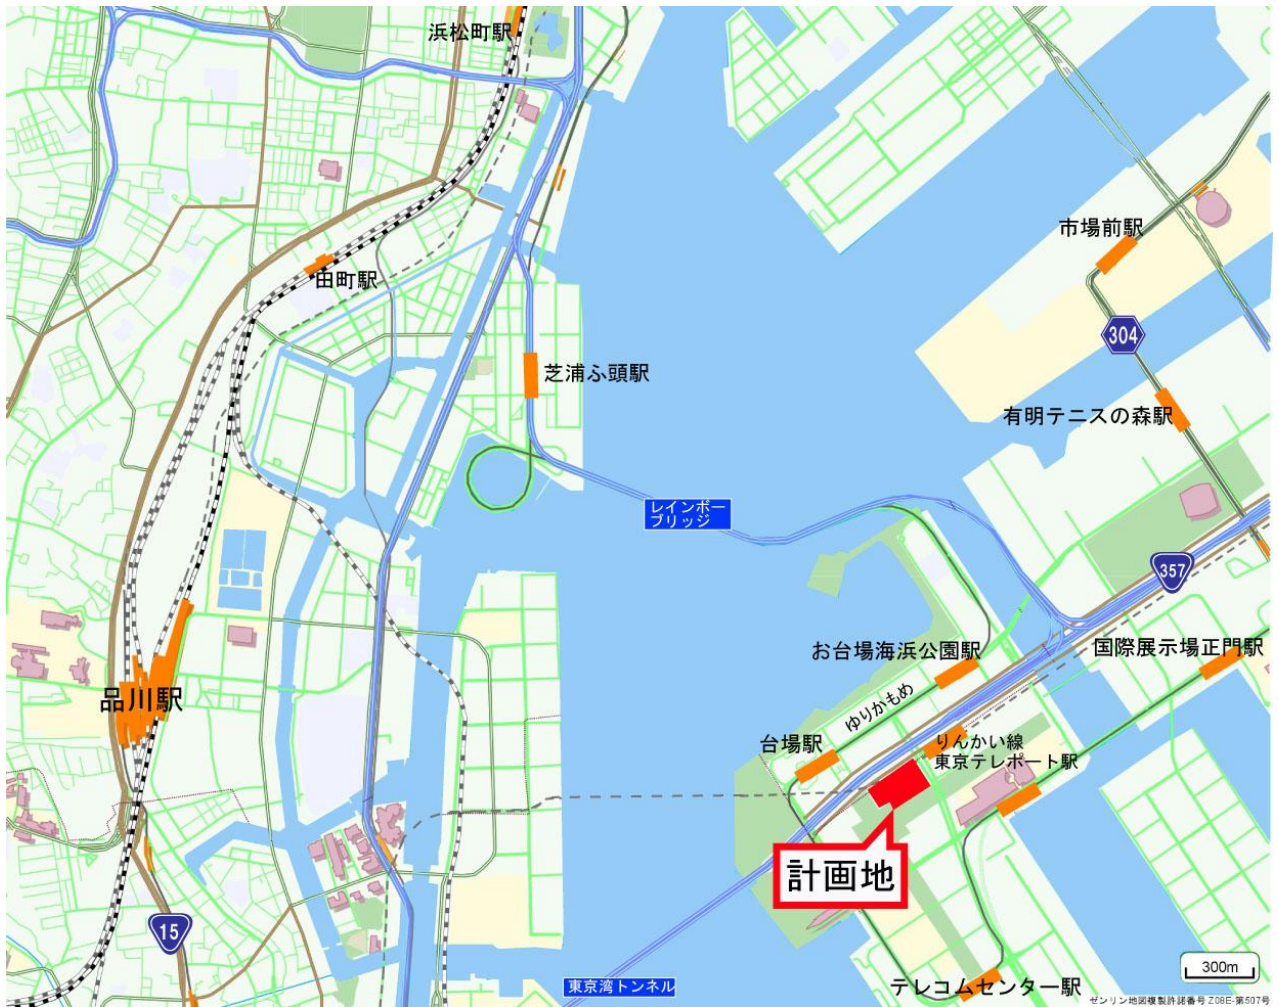 浜松町駅
市場前駅
田町駅
304
芝浦ふ頭駅
有明テニスの森駅
レインボー
ブリッジ
357
お台場海浜公園駅
国際展示場正門駅
品川駅
ゆりかもめ
台場駅
りんかい線
東京テレポート駅
計画地
15
300m
東京湾トンネル
テレコムセンター駅
ゼンリン地図複製許諾番号 Z08E-第507号